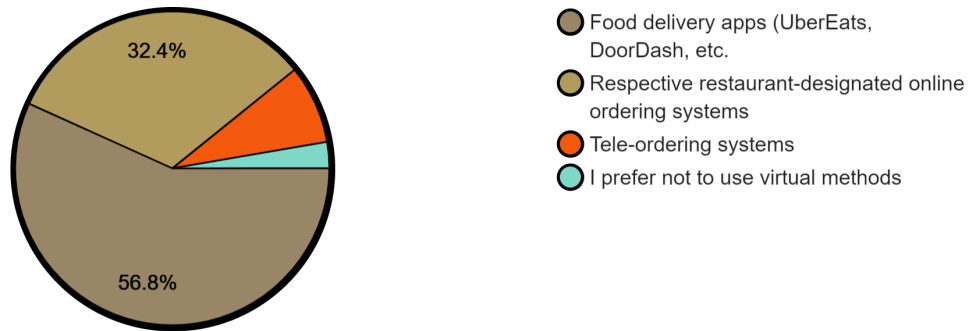 32.4%
56.8%
Food delivery apps (UberEats,
DoorDash, etc.
Respective restaurant-designated online
ordering systems
Tele-ordering systems
I prefer not to use virtual methods